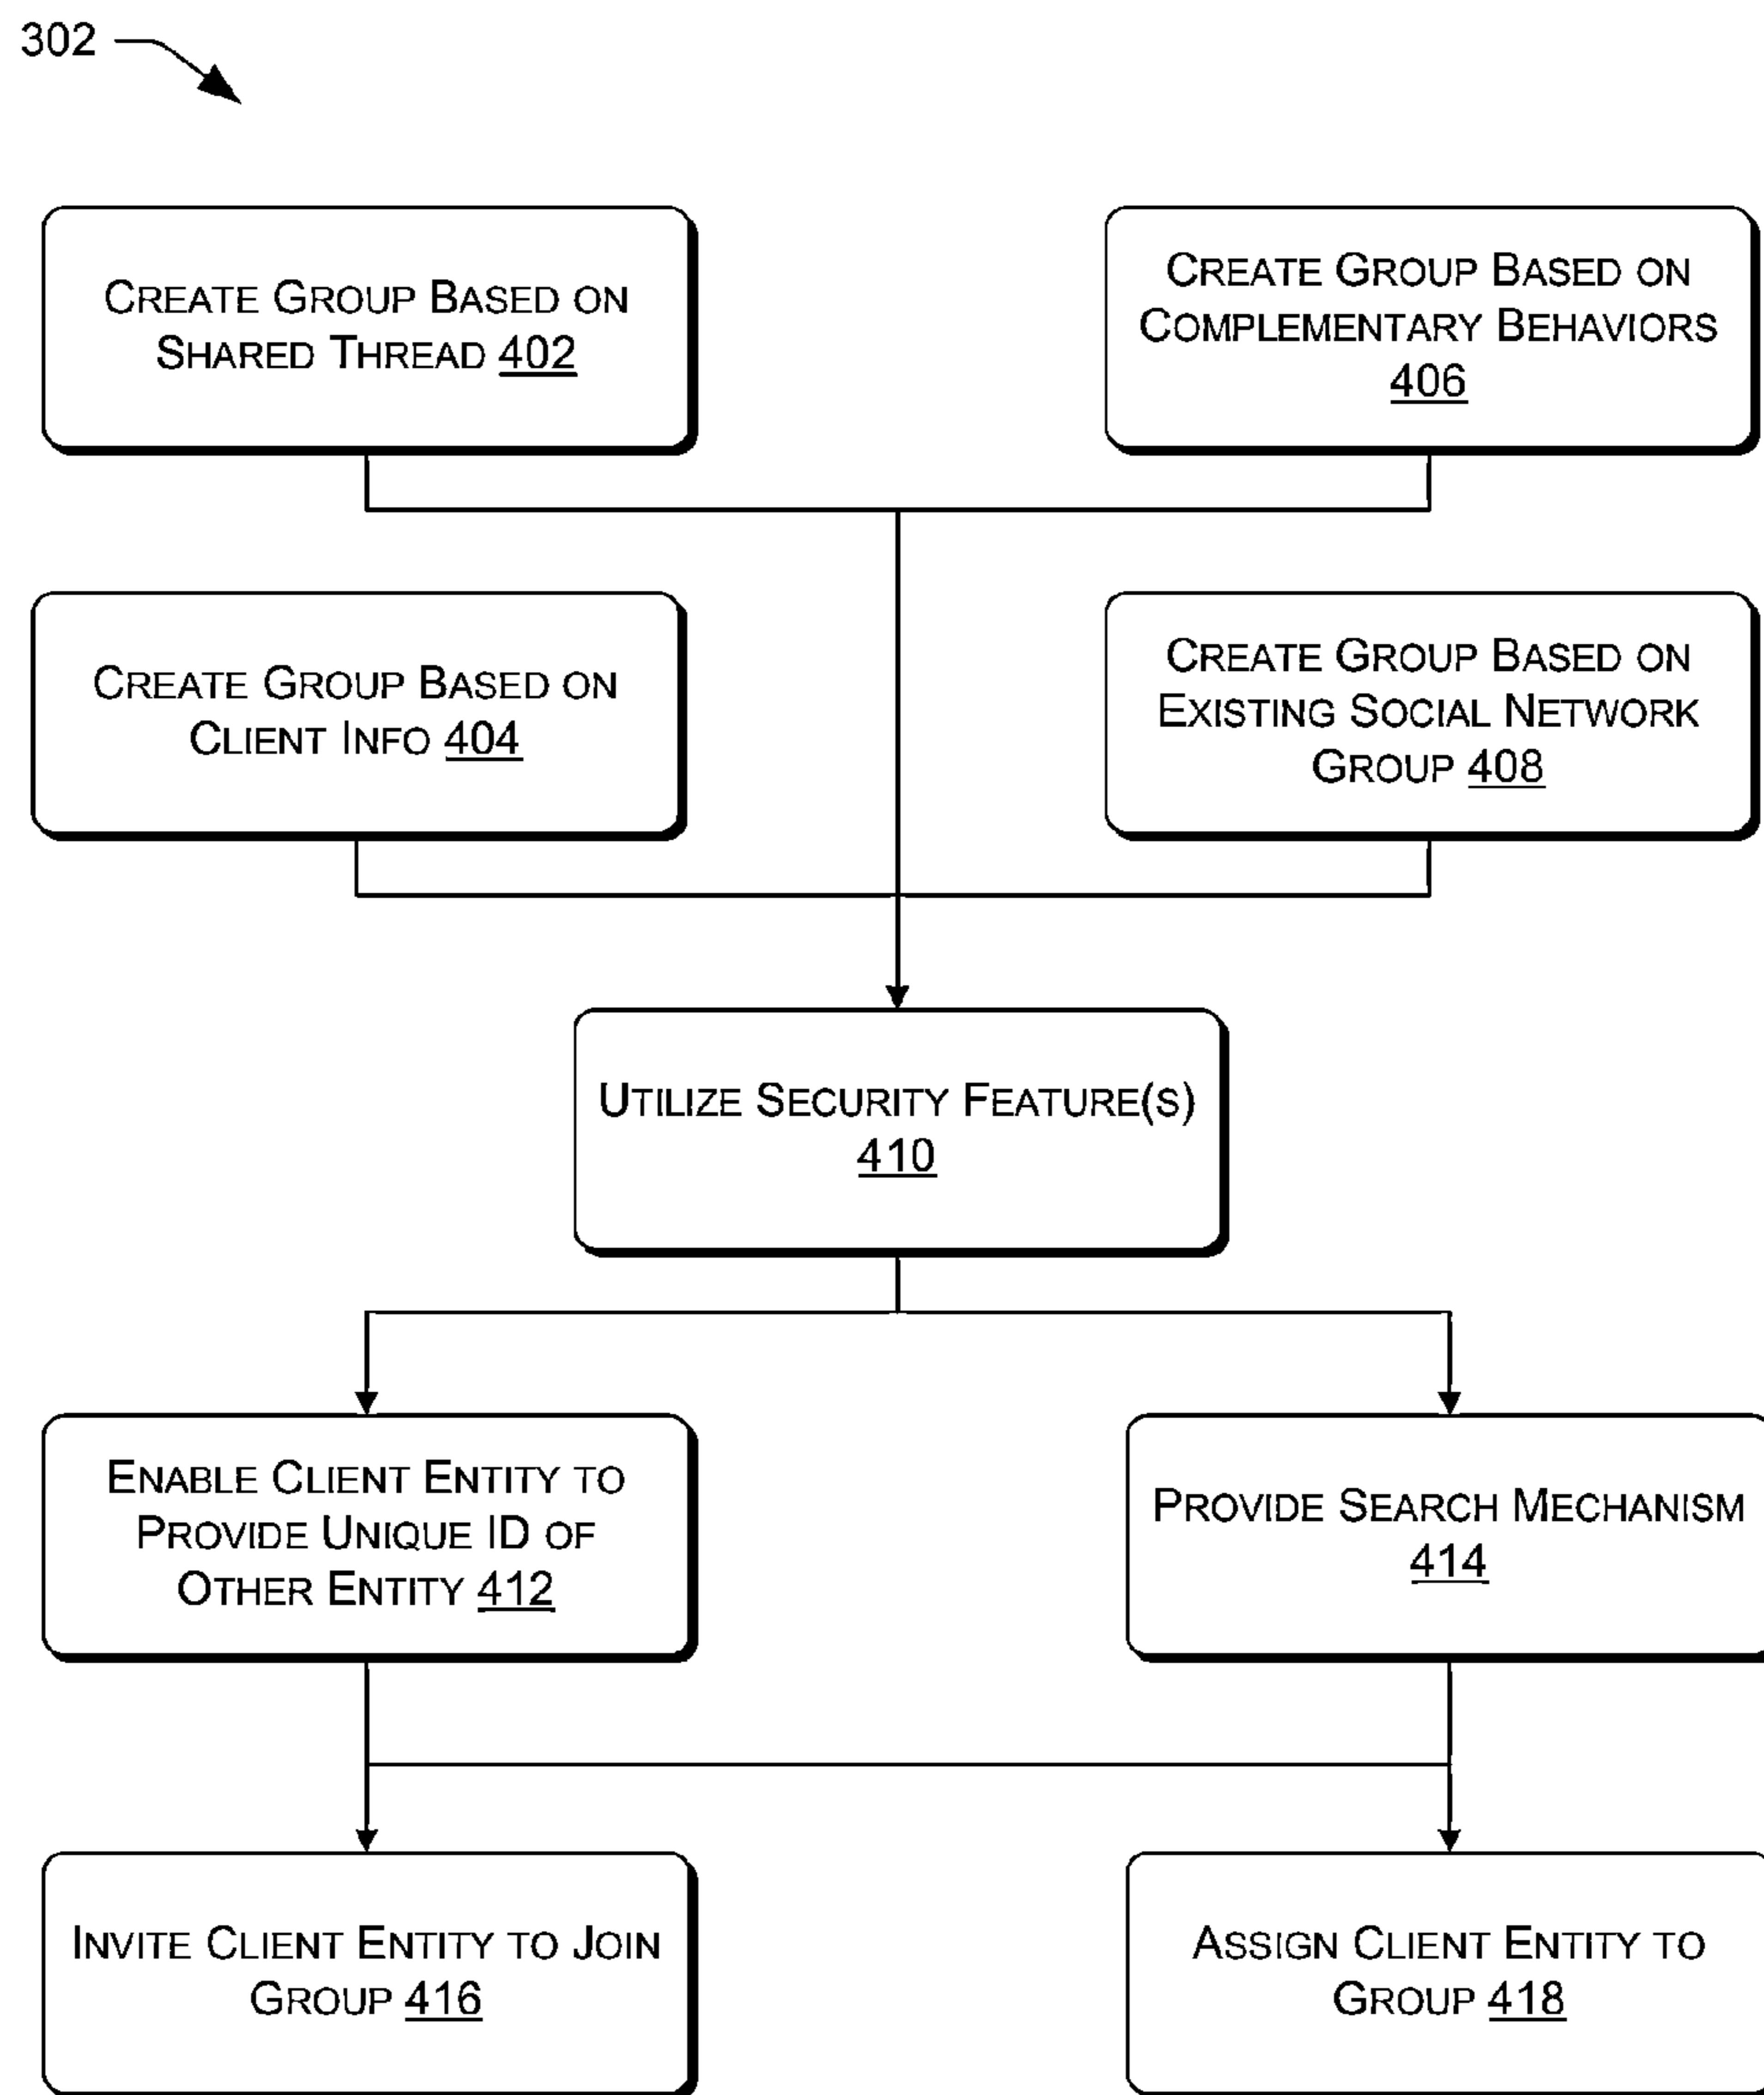 302
CREATE GROUP BASED ON
SHARED THREAD 402
CREATE GROUP BASED ON
COMPLEMENTARY BEHAVIORS
406
CREATE GROUP BASED ON
CLIENT INFO 404
CREATE GROUP BASED ON
EXISTING SOCIAL NETWORK
GROUP 408
UTILIZE SECURITY FEATURE(S)
410
ENABLE CLIENT ENTITY TO
PROVIDE UNIQUE ID OF
OTHER ENTITY 412
PROVIDE SEARCH MECHANISM
414
INVITE CLIENT ENTITY TO JOIN
GROUP 416
ASSIGN CLIENT ENTITY TO
GROUP 418